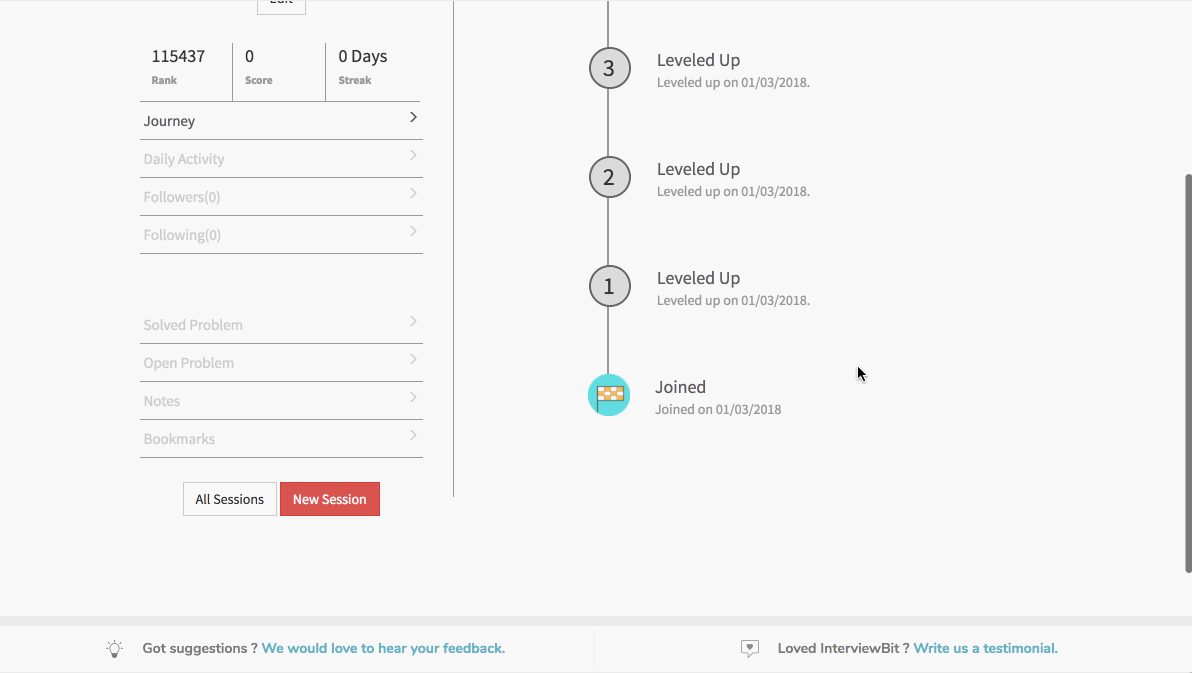 Edit
115437
Rank
0
Score
0 Days
Streak
Journey
Daily Activity
Followers(0)
Following(0)
Solved Problem
Open Problem
Notes
Bookmarks
All Sessions
New Session
3
Leveled Up
Leveled up on 01/03/2018.
2
Leveled Up
Leveled up on 01/03/2018.
1
Leveled Up
Leveled up on 01/03/2018.
Joined
Joined on 01/03/2018
Got suggestions ? We would love to hear your feedback.
Loved InterviewBit ? Write us a testimonial.